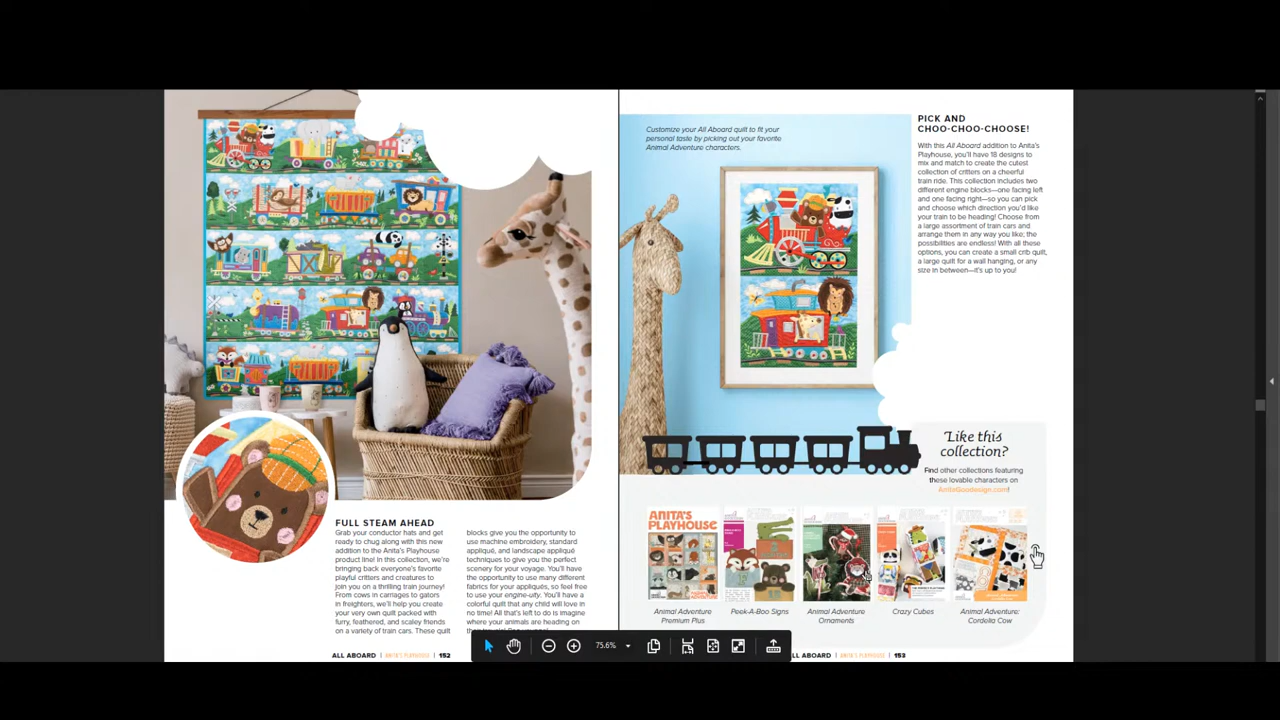 FULL STEAM AHEAD
Grab your conductor hats and get
ready to chug along with this new
addition to the Anita's Playhouse
product line! In this collection, we're
bringing back everyone's favorite
playful critters and creatures to
join you on a thrilling train journey!
From cows in carriages to gators
in freighters, we'll help you create
your very own quilt packed with
furry, feathered, and scaley friends
on a variety of train cars. These quilt
blocks give you the opportunity to
use machine embroidery, standard
appliqué, and landscape appliqué
techniques to give you the perfect
scenery for your voyage. You'll have
the opportunity to use many different
fabrics for your appliqués, so feel free
to use your engine-uity. You'll have a
colorful quilt that any child will love in
no time! All that's left to do is imagine
where your animals are heading on
ALL ABOARD | ANITA'S PLAYHOUSE | 152
Customize your All Aboard quilt to fit your
personal taste by picking out your favorite
Animal Adventure characters.
PICK AND
CHOO-CHOO-CHOOSE!
With this All Aboard addition to Anita's
Playhouse, you'll have 18 designs to
mix and match to create the cutest
collection of critters on a
train ride. This collection includes two
different engine blocks—one facing left
and one facing right—so you can pick
and choose which direction you'd like
your train to be heading! Choose from
a large assortment of train cars and
arrange them in any way you like; the
possibilities are endless! With all these
options, you can create a small crib quilt,
a large quilt for a wall hanging, or any
size in between—it's up to you!
Like this
collection?
Find other collections featuring
these lovable characters on
AnitaGoodesign.com!
ANITA'S
PLAYHOUSE
Animal Adventure
Premium Plus
Peek-A-Boo Signs
Animal Adventure
Ornaments
Crazy Cubes
Animal Adventure:
Cordelia Cow
75.6%
ALL ABOARD | ANITA'S PLAYHOUSE | 153